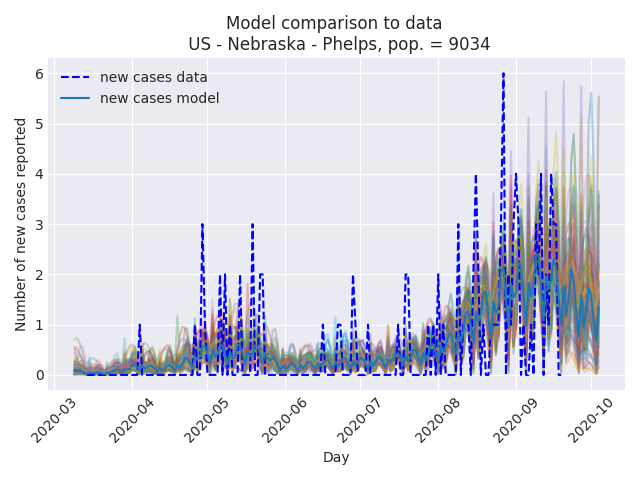 Model comparison to data
US - Nebraska - Phelps, pop. = 9034
new cases data
new cases model
Number of new cases reported
6
5
4
3
2
1
0
2020-03
2020-04
2020-05
2020-06
2020-07
2020-08
2020-09
2020-10
Day